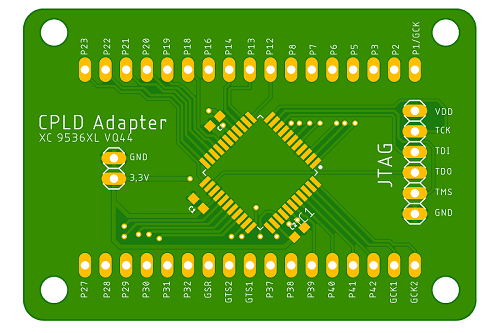 P23 P22 P21 P20 P19 P18 P16 P14 P13 P12 P8 P7 P6 P5 P3 P2 P1/GCK
CPLD Adapter
XC 9536XL VQ44
GND
3,3V
JTAG
VDD
TCK
TDI
TDO
TMS
GND
IC1
P27 P28 P29 P30 P31 P32 GSR GTS2 GTS1 P37 P38 P39 P40 P41 P42 GCK1 GCK2